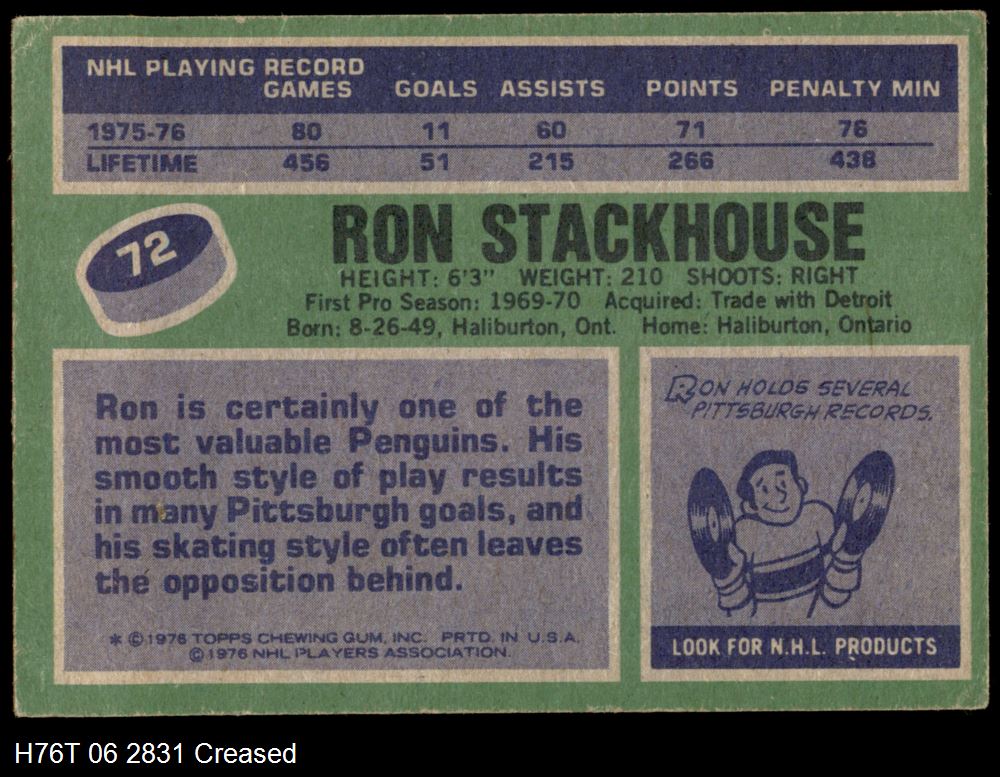 NHL PLAYING RECORD
GAMES GOALS ASSISTS POINTS PENALTY MIN
1975-76 80 11 60 71 76
LIFETIME 456 51 215 266 438
72
RON STACKHOUSE
HEIGHT: 6'3" WEIGHT: 210 SHOOTS: RIGHT
First Pro Season: 1969-70 Acquired: Trade with Detroit
Born: 8-26-49, Haliburton, Ont. Home: Haliburton, Ontario
Ron is certainly one of the
most valuable Penguins. His
smooth style of play results
in many Pittsburgh goals, and
his skating style often leaves
the opposition behind.
* © 1976 TOPPS CHEWING GUM, INC. PRTD. IN U.S.A.
© 1976 NHL PLAYERS ASSOCIATION.
RON HOLDS SEVERAL
PITTSBURGH RECORDS.
LOOK FOR N.H.L. PRODUCTS
H76T 06 2831 Creased